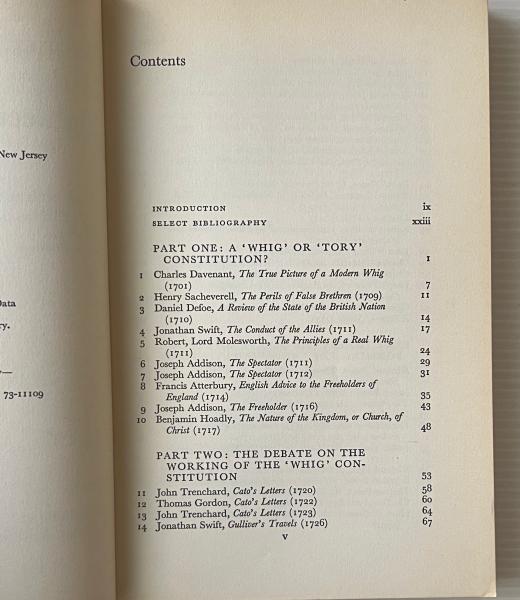 New Jersey
Data
ry.
73-11109
Contents
INTRODUCTION ix
SELECT BIBLIOGRAPHY xxiii
PART ONE: A 'WHIG' OR 'TORY'
CONSTITUTION? 1
1 Charles Davenant, The True Picture of a Modern Whig
(1701) 7
2 Henry Sacheverell, The Perils of False Brethren (1709) 11
3 Daniel Defoe, A Review of the State of the British Nation
(1710) 14
4 Jonathan Swift, The Conduct of the Allies (1711) 17
5 Robert, Lord Molesworth, The Principles of a Real Whig
(1711) 24
6 Joseph Addison, The Spectator (1711) 29
7 Joseph Addison, The Spectator (1712) 31
8 Francis Atterbury, English Advice to the Freeholders of
England (1714) 35
9 Joseph Addison, The Freeholder (1716) 43
10 Benjamin Hoadly, The Nature of the Kingdom, or Church, of
Christ (1717) 48
PART TWO: THE DEBATE ON THE
WORKING OF THE 'WHIG' CON-
STITUTION 53
11 John Trenchard, Cato's Letters (1720) 58
12 Thomas Gordon, Cato's Letters (1722) 60
13 John Trenchard, Cato's Letters (1723) 64
14 Jonathan Swift, Gulliver's Travels (1726) 67
v